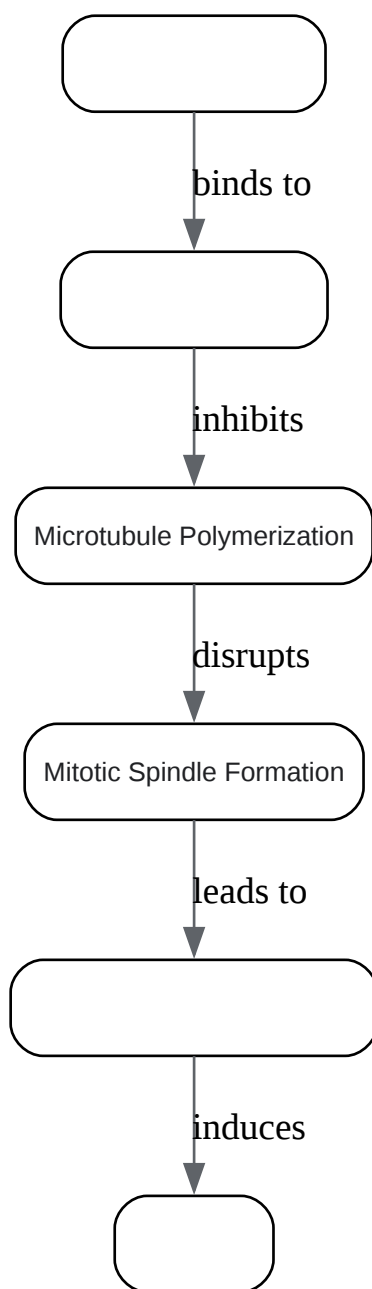 binds to
inhibits
Microtubule Polymerization
disrupts
Mitotic Spindle Formation
leads to
induces